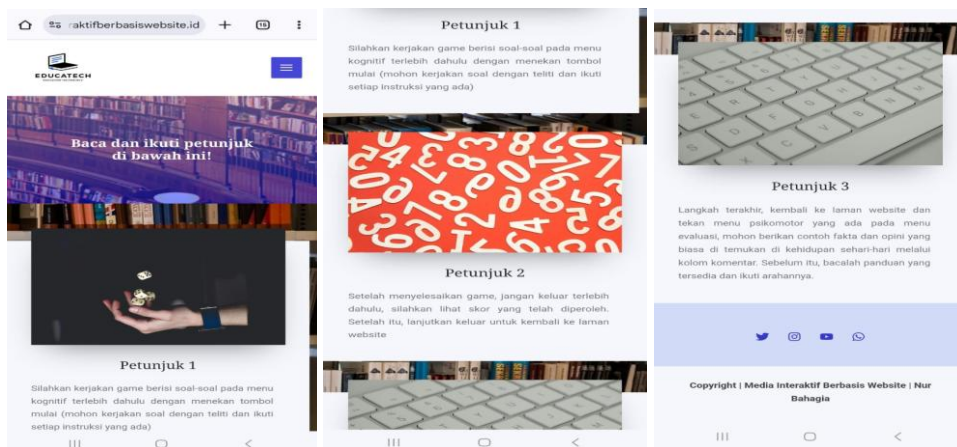 raktifberbasiswebsite.id
EDUCATECH
Baca dan ikuti petunjuk
di bawah ini!
Petunjuk 1
Silahkan kerjakan game berisi soal-soal pada menu
kognitif terlebih dahulu dengan menekan tombol
mulai (mohon kerjakan soal dengan teliti dan ikuti
setiap instruksi yang ada)
Petunjuk 1
Silahkan kerjakan game berisi soal-soal pada menu
kognitif terlebih dahulu dengan menekan tombol
mulai (mohon kerjakan soal dengan teliti dan ikuti
setiap instruksi yang ada)
Petunjuk 2
Setelah menyelesaikan game, jangan keluar terlebih
dahulu, silahkan lihat skor yang telah diperoleh.
Setelah itu, lanjutkan keluar untuk kembali ke laman
website
Petunjuk 3
Langkah terakhir, kembali ke laman website dan
tekan menu psikomotor yang ada pada menu
evaluasi, mohon berikan contoh fakta dan opini yang
biasa di temukan di kehidupan sehari-hari melalui
kolom komentar. Sebelum itu, bacalah panduan yang
tersedia dan ikuti arahannya.
Copyright | Media Interaktif Berbasis Website | Nur
Bahagia